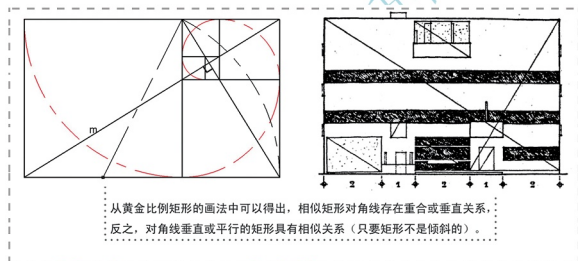 m
2 1 2 1 2
从黄金比例矩形的画法中可以得出，相似矩形对角线存在重合或垂直关系，
反之，对角线垂直或平行的矩形具有相似关系（只要矩形不是倾斜的）。